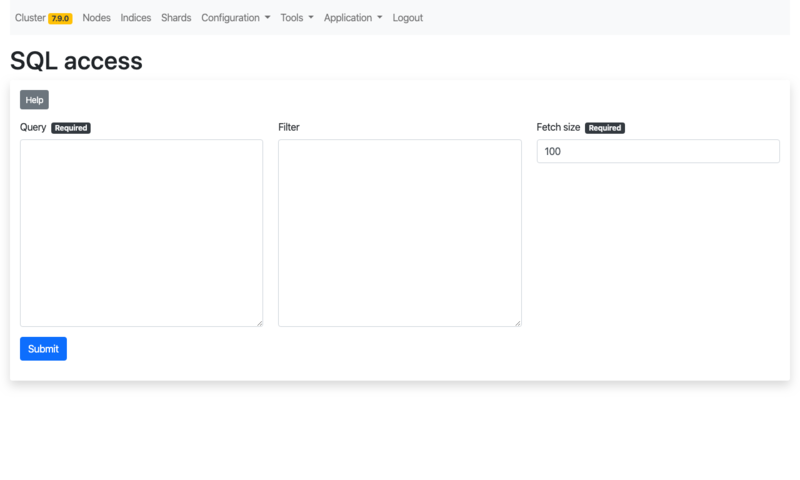 Cluster 7.9.0 Nodes Indices Shards Configuration Tools Application Logout
SQL access
Help
Query Required Filter Fetch size Required
100
Submit